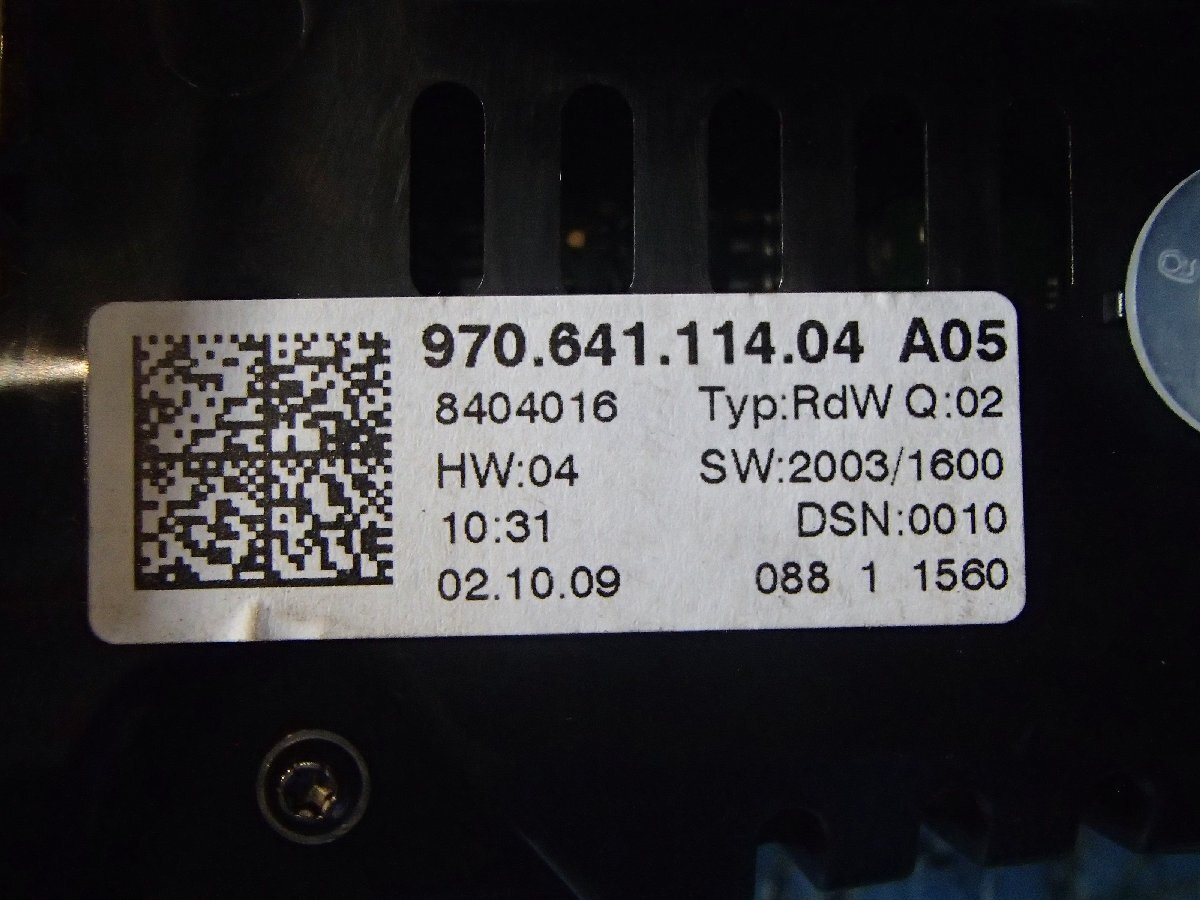 970.641.114.04 A05
8404016 Typ:RdW Q:02
HW:04 SW:2003/1600
10:31 DSN:0010
02.10.09 088 1 1560